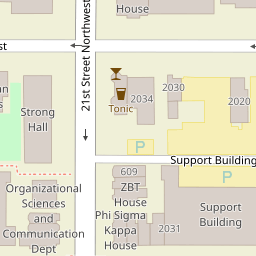 House
st
21st Street Northwest
2030
2034
2020
Tonic
Strong
Hall
P
Support Building
609
P
ZBT
House
Organizational
Sciences
and
Communication
Dept
Phi Sigma
Kappa
House
2031
Support
Building